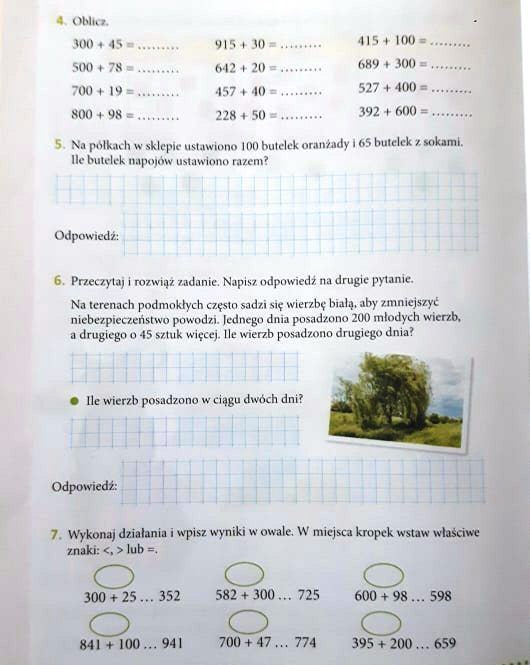 4. Oblicz.
300 + 45 = ......... 915 + 30 = ......... 415 + 100 = .........
500 + 78 = ......... 642 + 20 = ......... 689 + 300 = .........
700 + 19 = ......... 457 + 40 = ......... 527 + 400 = .........
800 + 98 = ......... 228 + 50 = ......... 392 + 600 = .........
5. Na półkach w sklepie ustawiono 100 butelek oranżady i 65 butelek z sokami.
Ile butelek napojów ustawiono razem?
Odpowiedź:
6. Przeczytaj i rozwiąż zadanie. Napisz odpowiedź na drugie pytanie.
Na terenach podmokłych często sadzi się wierzbę białą, aby zmniejszyć
niebezpieczeństwo powodzi. Jednego dnia posadzono 200 młodych wierzb,
a drugiego o 45 sztuk więcej. Ile wierzb posadzono drugiego dnia?
• Ile wierzb posadzono w ciągu dwóch dni?
Odpowiedź:
7. Wykonaj działania i wpisz wyniki w owale. W miejsca kropek wstaw właściwe
znaki: <, > lub =.
300 + 25 ... 352 582 + 300 ... 725 600 + 98 ... 598
841 + 100 ... 941 700 + 47 ... 774 395 + 200 ... 659